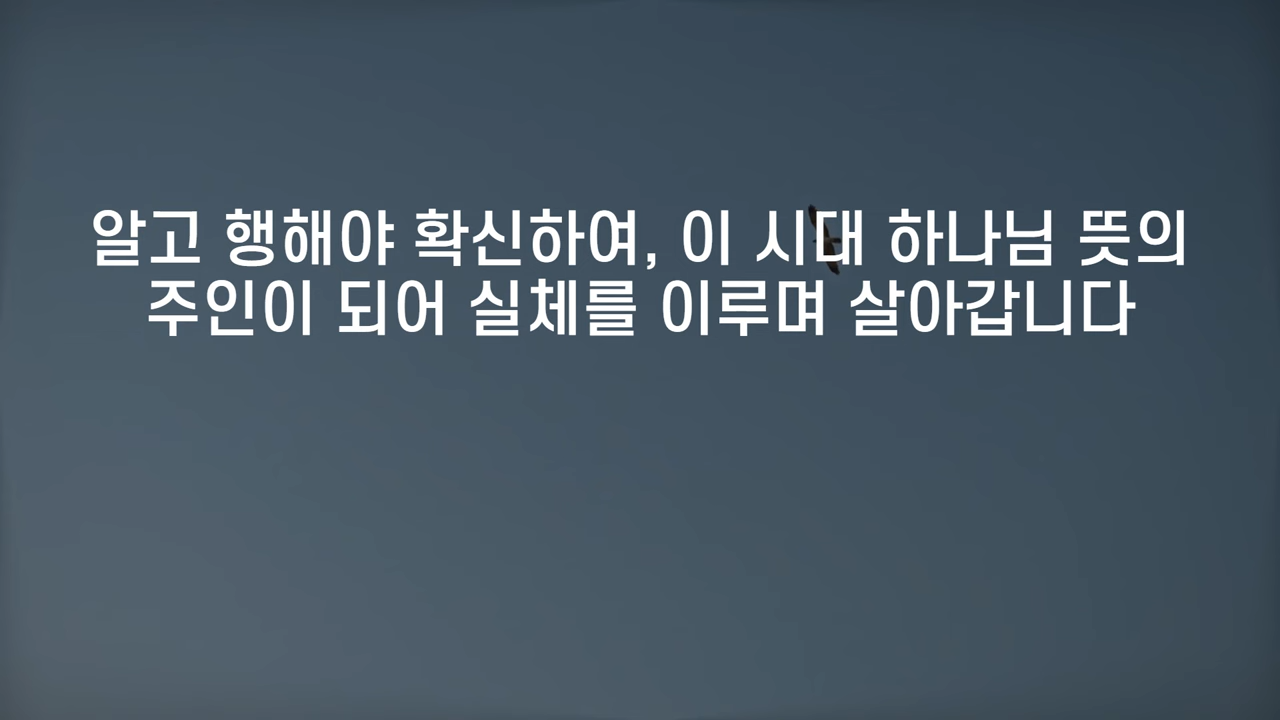 알고 행해야 확신하여, 이 시대 하나님 뜻의
주인이 되어 실체를 이루며 살아갑니다